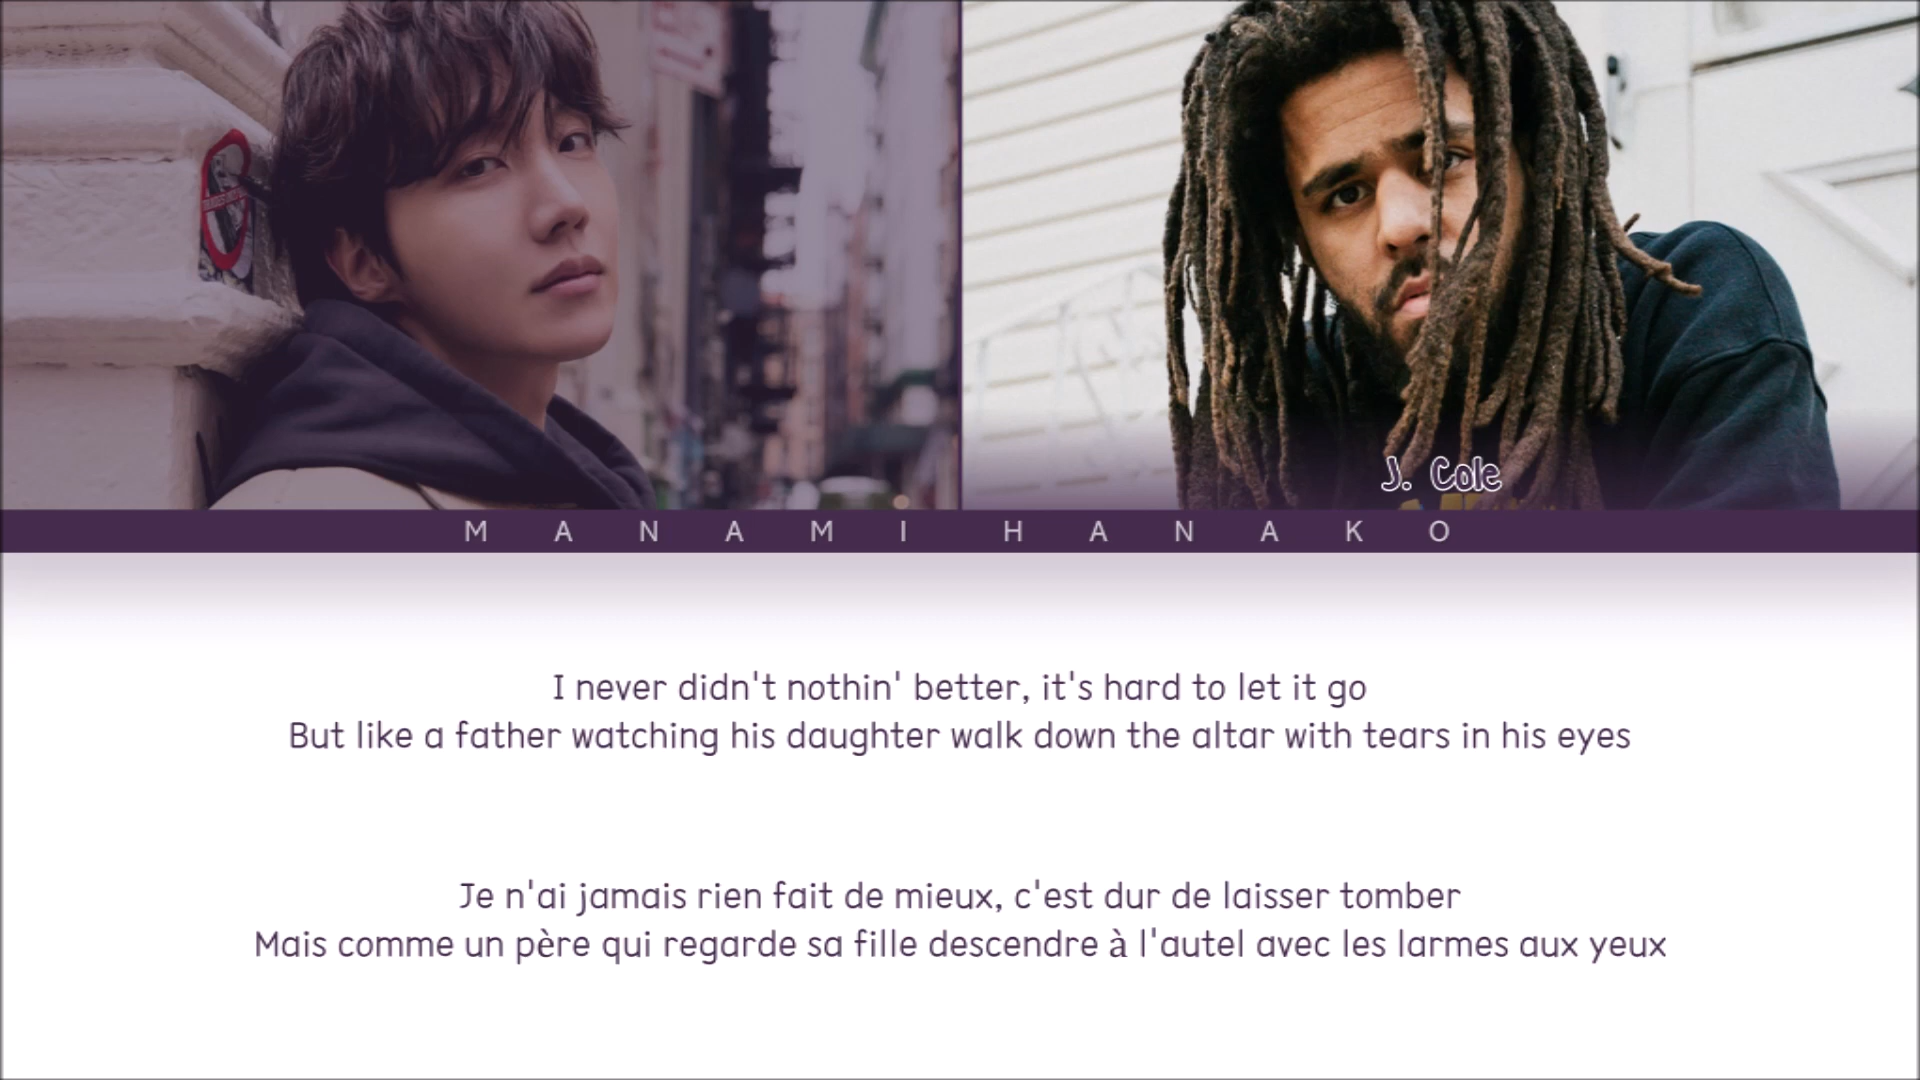 J. Cole
MANAMI HANAKO
I never didn't nothin' better, it's hard to let it go
But like a father watching his daughter walk down the altar with tears in his eyes
Je n'ai jamais rien fait de mieux, c'est dur de laisser tomber
Mais comme un père qui regarde sa fille descendre à l'autel avec les larmes aux yeux